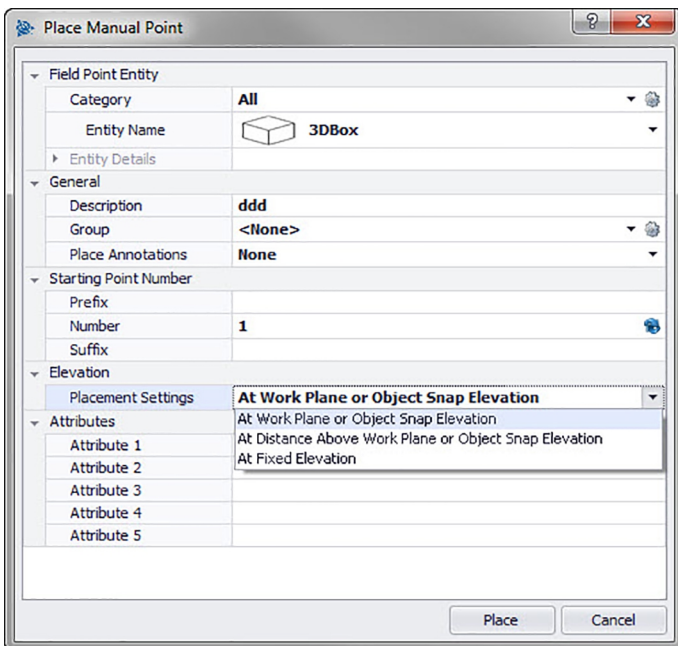 Place Manual Point
?
Field Point Entity
Category All
Entity Name 3DBox
Entity Details
General
Description ddd
Group <None>
Place Annotations None
Starting Point Number
Prefix
Number 1
Suffix
Elevation
Placement Settings At Work Plane or Object Snap Elevation
At Work Plane or Object Snap Elevation
Attributes
At Distance Above Work Plane or Object Snap Elevation
Attribute 1
At Fixed Elevation
Attribute 2
Attribute 3
Attribute 4
Attribute 5
Place Cancel